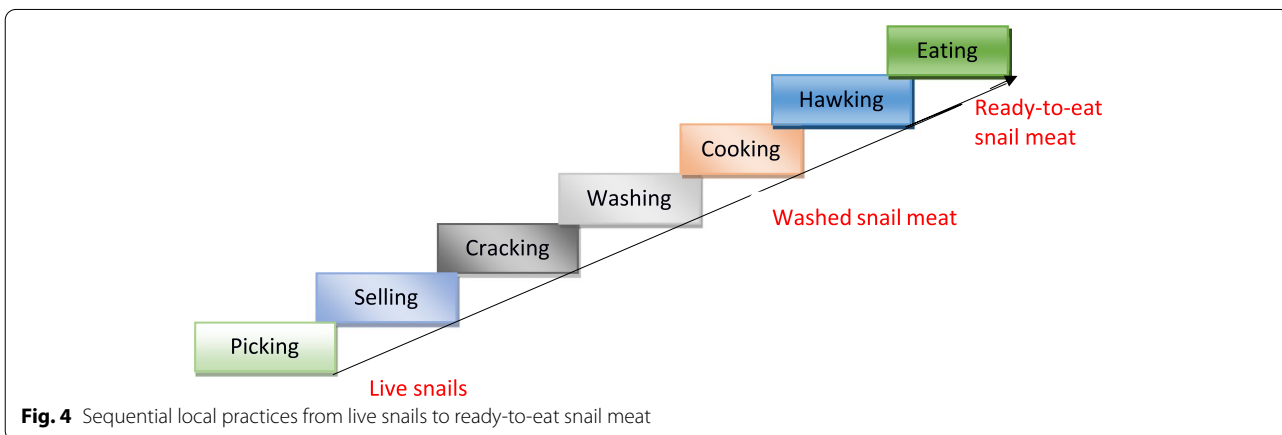 Eating
Hawking
Ready-to-eat
snail meat
Cooking
Washing
Washed snail meat
Cracking
Selling
Picking
Live snails
Fig. 4 Sequential local practices from live snails to ready-to-eat snail meat